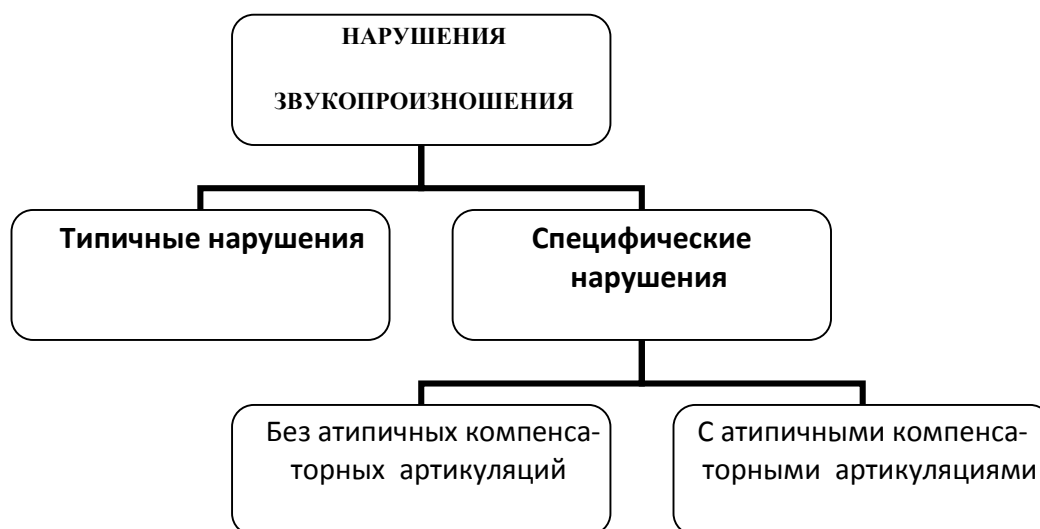 НАРУШЕНИЯ
ЗВУКОПРОИЗНОШЕНИЯ
Типичные нарушения
Специфические
нарушения
Без атипичных компенса-
торных артикуляций
С атипичными компенса-
торными артикуляциями